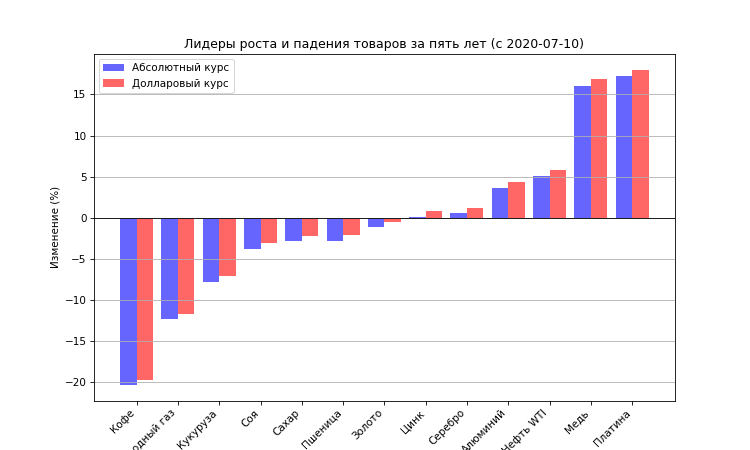 Лидеры роста и падения товаров за пять лет (с 2020-07-10)
Абсолютный курс
Долларовый курс
Изменение (%)
15
10
5
0
−5
−10
−15
−20
Кофе
одный газ
Кукуруза
Соя
Сахар
Пшеница
Золото
Цинк
Серебро
Алюминий
Нефть WTI
Медь
Платина